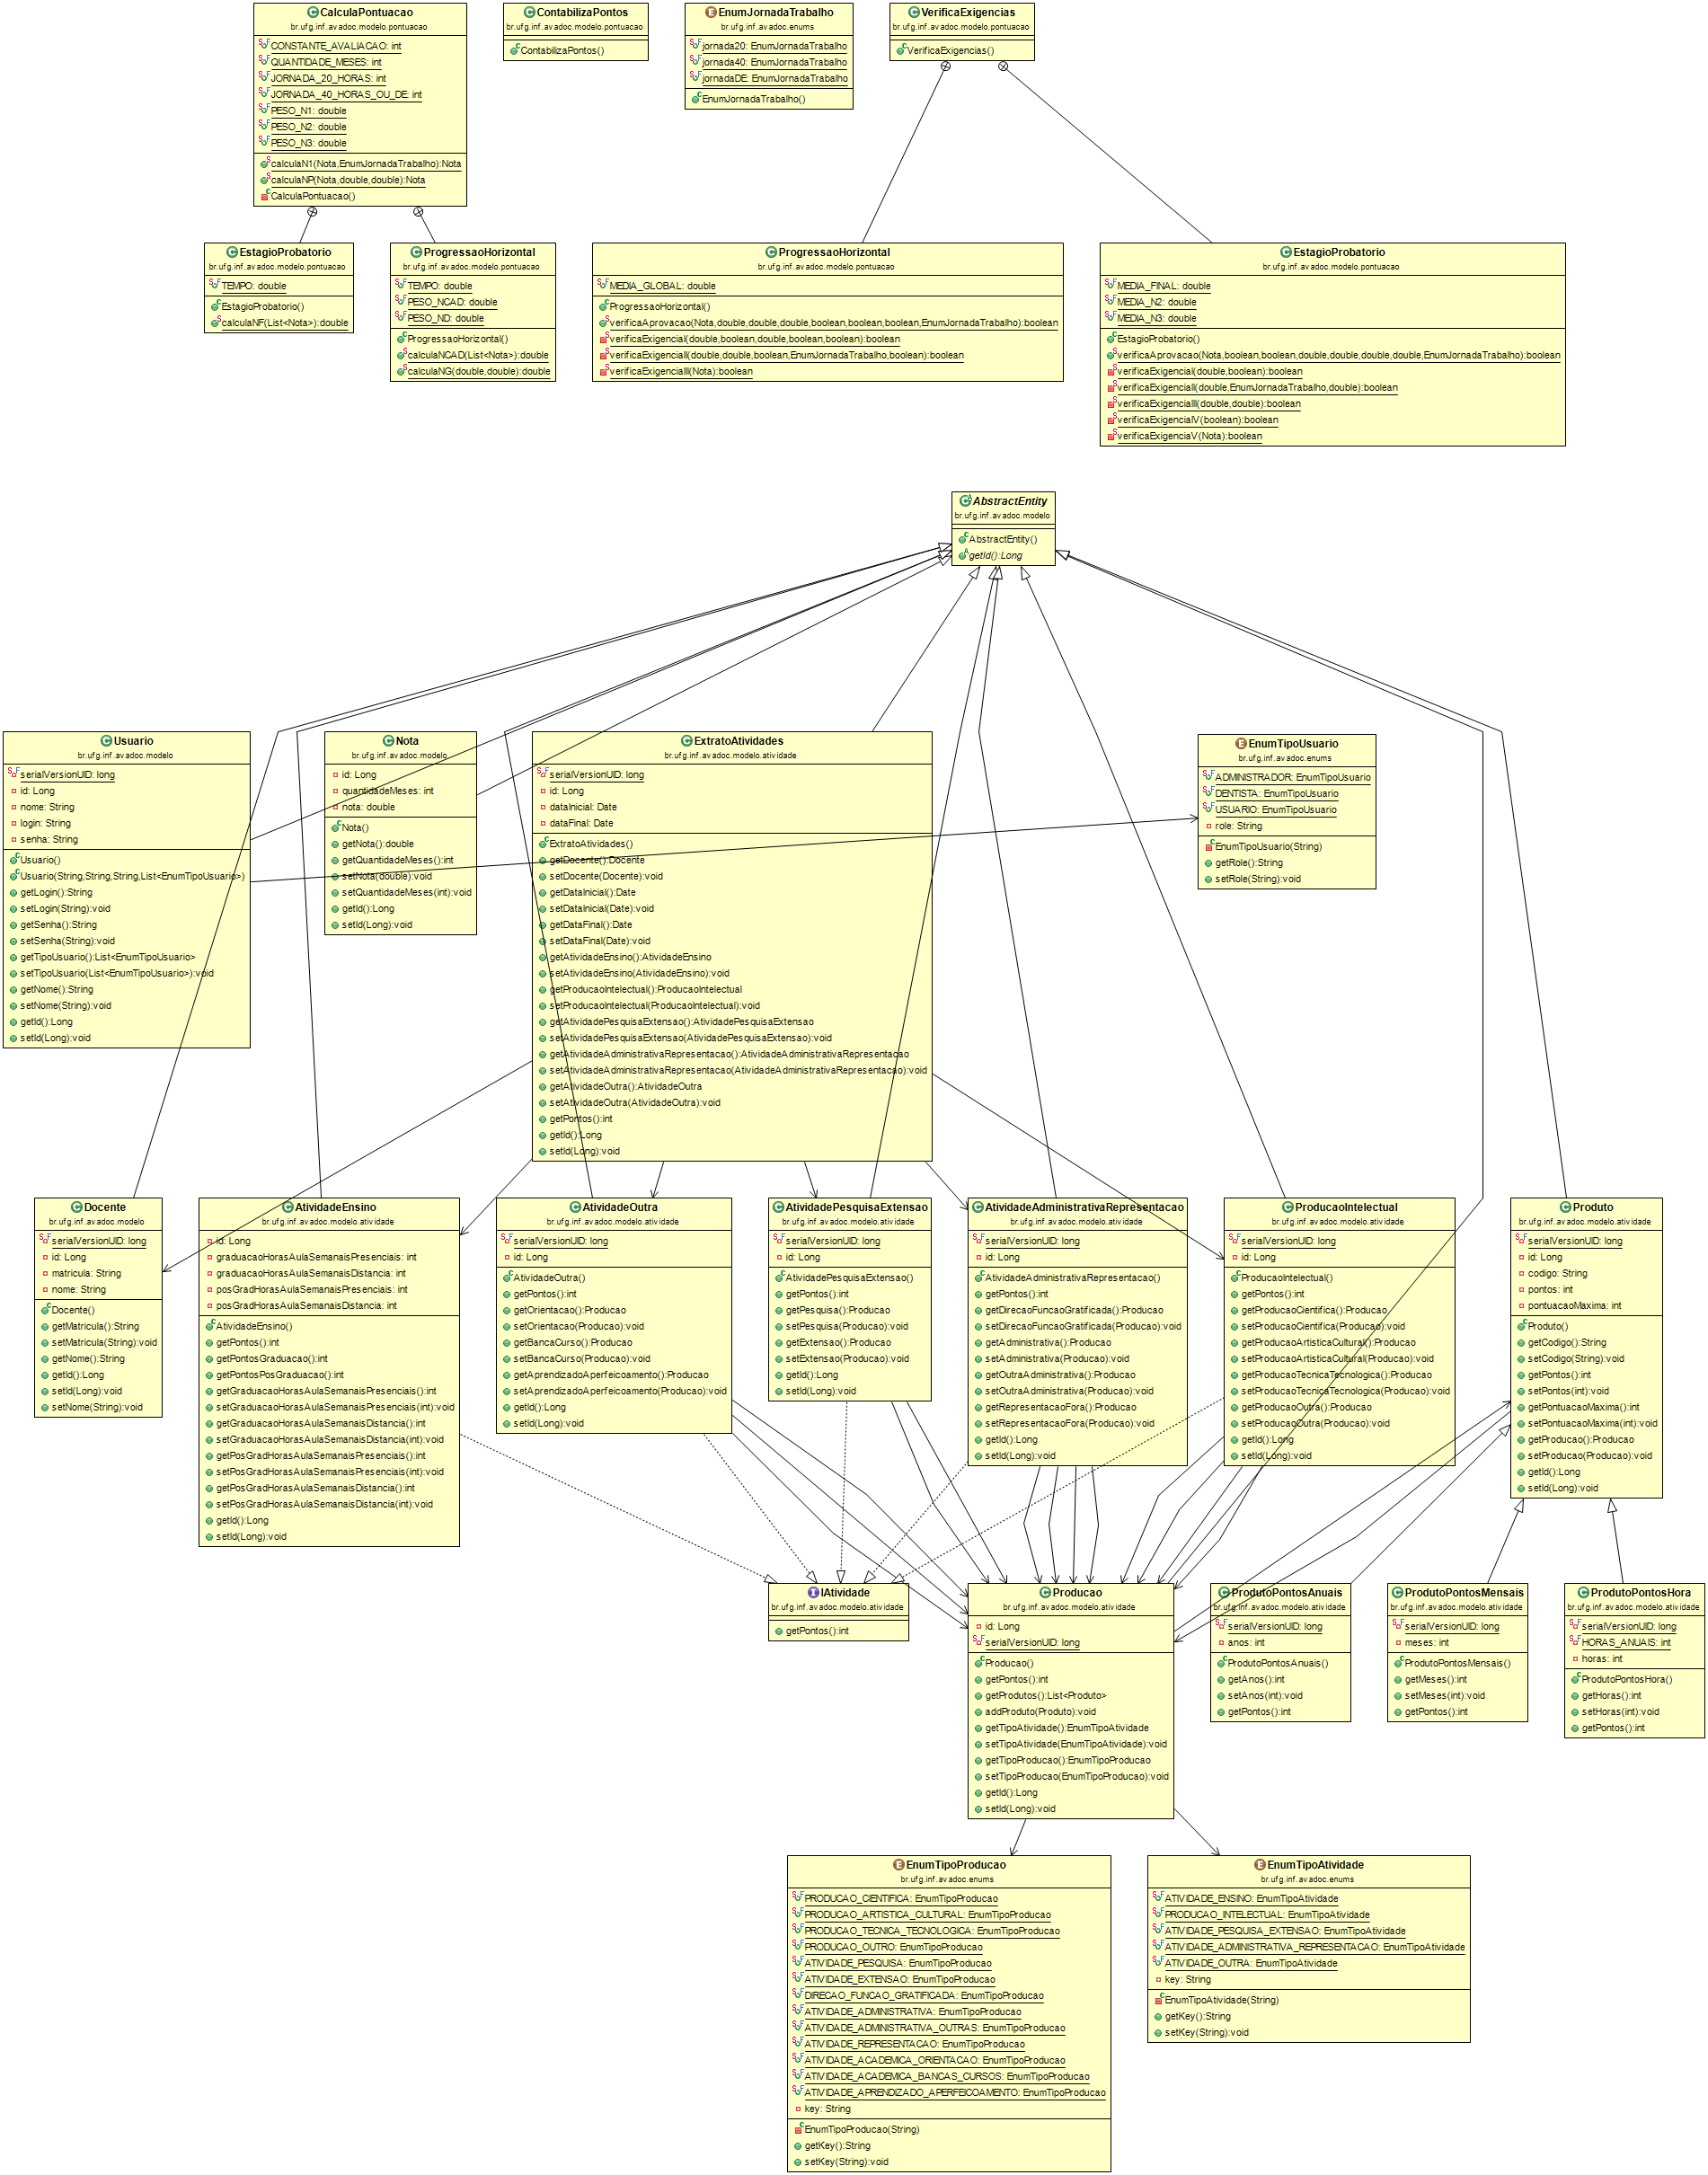 CalculaPontuacao
br.ufg.inf.avadoc.modelo.pontuacao
CONSTANTE_AVALIACAO: int
QUANTIDADE_MESES: int
JORNADA_20_HORAS: int
JORNADA_40_HORAS_OU_DE: int
PESO_N1: double
PESO_N2: double
PESO_N3: double
calculaN1(Nota,EnumJornadaTrabalho):Nota
calculaNP(Nota,double,double):Nota
CalculaPontuacao()
ContabilizaPontos
br.ufg.inf.avadoc.modelo.pontuacao
ContabilizaPontos()
EnumJornadaTrabalho
br.ufg.inf.avadoc.enums
jornada20: EnumJornadaTrabalho
jornada40: EnumJornadaTrabalho
jornadaDE: EnumJornadaTrabalho
EnumJornadaTrabalho()
VerificaExigencias
br.ufg.inf.avadoc.modelo.pontuacao
VerificaExigencias()
EstagioProbatorio
br.ufg.inf.avadoc.modelo.pontuacao
TEMPO: double
EstagioProbatorio()
calculaNF(List<Nota>):double
ProgressaoHorizontal
br.ufg.inf.avadoc.modelo.pontuacao
TEMPO: double
PESO_NCAD: double
PESO_ND: double
ProgressaoHorizontal()
calculaNCAD(List<Nota>):double
calculaNG(double,double):double
ProgressaoHorizontal
br.ufg.inf.avadoc.modelo.pontuacao
MEDIA_GLOBAL: double
ProgressaoHorizontal()
verificaAprovacao(Nota,double,double,double,boolean,boolean,boolean,EnumJornadaTrabalho):boolean
verificaExigenciaI(double,boolean,double,boolean,boolean):boolean
verificaExigenciaII(double,double,boolean,EnumJornadaTrabalho,boolean):boolean
verificaExigenciaIII(Nota):boolean
EstagioProbatorio
br.ufg.inf.avadoc.modelo.pontuacao
MEDIA_FINAL: double
MEDIA_N2: double
MEDIA_N3: double
EstagioProbatorio()
verificaAprovacao(Nota,boolean,boolean,double,double,double,double,EnumJornadaTrabalho):boolean
verificaExigenciaI(double,boolean):boolean
verificaExigenciaII(double,EnumJornadaTrabalho,double):boolean
verificaExigenciaIII(double,double):boolean
verificaExigenciaIV(boolean):boolean
verificaExigenciaV(Nota):boolean
AbstractEntity
br.ufg.inf.avadoc.modelo
AbstractEntity()
getId():Long
Usuario
br.ufg.inf.avadoc.modelo
serialVersionUID: long
id: Long
nome: String
login: String
senha: String
Usuario()
Usuario(String,String,String,List<EnumTipoUsuario>)
getLogin():String
setLogin(String):void
getSenha():String
setSenha(String):void
getTipoUsuario():List<EnumTipoUsuario>
setTipoUsuario(List<EnumTipoUsuario>):void
getNome():String
setNome(String):void
getId():Long
setId(Long):void
Nota
br.ufg.inf.avadoc.modelo
id: Long
quantidadeMeses: int
nota: double
Nota()
getNota():double
getQuantidadeMeses():int
setNota(double):void
setQuantidadeMeses(int):void
getId():Long
setId(Long):void
ExtratoAtividades
br.ufg.inf.avadoc.modelo.atividade
serialVersionUID: long
id: Long
dataInicial: Date
dataFinal: Date
ExtratoAtividades()
getDocente():Docente
setDocente(Docente):void
getDataInicial():Date
setDataInicial(Date):void
getDataFinal():Date
setDataFinal(Date):void
getAtividadeEnsino():AtividadeEnsino
setAtividadeEnsino(AtividadeEnsino):void
getProducaoIntelectual():ProducaoIntelectual
setProducaoIntelectual(ProducaoIntelectual):void
getAtividadePesquisaExtensao():AtividadePesquisaExtensao
setAtividadePesquisaExtensao(AtividadePesquisaExtensao):void
getAtividadeAdministrativaRepresentacao():AtividadeAdministrativaRepresentacao
setAtividadeAdministrativaRepresentacao(AtividadeAdministrativaRepresentacao):void
getAtividadeOutra():AtividadeOutra
setAtividadeOutra(AtividadeOutra):void
getPontos():int
getId():Long
setId(Long):void
EnumTipoUsuario
br.ufg.inf.avadoc.enums
ADMINISTRADOR: EnumTipoUsuario
DENTISTA: EnumTipoUsuario
USUARIO: EnumTipoUsuario
role: String
EnumTipoUsuario(String)
getRole():String
setRole(String):void
Docente
br.ufg.inf.avadoc.modelo
serialVersionUID: long
id: Long
matricula: String
nome: String
Docente()
getMatricula():String
setMatricula(String):void
getNome():String
getId():Long
setId(Long):void
setNome(String):void
AtividadeEnsino
br.ufg.inf.avadoc.modelo.atividade
id: Long
graduacaoHorasAulaSemanaisPresenciais: int
graduacaoHorasAulaSemanaisDistancia: int
posGradHorasAulaSemanaisPresenciais: int
posGradHorasAulaSemanaisDistancia: int
AtividadeEnsino()
getPontos():int
getPontosGraduacao():int
getPontosPosGraduacao():int
getGraduacaoHorasAulaSemanaisPresenciais():int
setGraduacaoHorasAulaSemanaisPresenciais(int):void
getGraduacaoHorasAulaSemanaisDistancia():int
setGraduacaoHorasAulaSemanaisDistancia(int):void
getPosGradHorasAulaSemanaisPresenciais():int
setPosGradHorasAulaSemanaisPresenciais(int):void
getPosGradHorasAulaSemanaisDistancia():int
setPosGradHorasAulaSemanaisDistancia(int):void
getId():Long
setId(Long):void
AtividadeOutra
br.ufg.inf.avadoc.modelo.atividade
serialVersionUID: long
id: Long
AtividadeOutra()
getPontos():int
getOrientacao():Producao
setOrientacao(Producao):void
getBancaCurso():Producao
setBancaCurso(Producao):void
getAprendizadoAperfeicoamento():Producao
setAprendizadoAperfeicoamento(Producao):void
getId():Long
setId(Long):void
AtividadePesquisaExtensao
br.ufg.inf.avadoc.modelo.atividade
serialVersionUID: long
id: Long
AtividadePesquisaExtensao()
getPontos():int
getPesquisa():Producao
setPesquisa(Producao):void
getExtensao():Producao
setExtensao(Producao):void
getId():Long
setId(Long):void
AtividadeAdministrativaRepresentacao
br.ufg.inf.avadoc.modelo.atividade
serialVersionUID: long
id: Long
AtividadeAdministrativaRepresentacao()
getPontos():int
getDirecaoFuncaoGratificada():Producao
setDirecaoFuncaoGratificada(Producao):void
getAdministrativa():Producao
setAdministrativa(Producao):void
getOutraAdministrativa():Producao
setOutraAdministrativa(Producao):void
getRepresentacaoFora():Producao
setRepresentacaoFora(Producao):void
getId():Long
setId(Long):void
ProducaoIntelectual
br.ufg.inf.avadoc.modelo.atividade
serialVersionUID: long
id: Long
ProducaoIntelectual()
getPontos():int
getProducaoCientifica():Producao
setProducaoCientifica(Producao):void
getProducaoArtisticaCultural():Producao
setProducaoArtisticaCultural(Producao):void
getProducaoTecnicaTecnologica():Producao
setProducaoTecnicaTecnologica(Producao):void
getProducaoOutra():Producao
setProducaoOutra(Producao):void
getId():Long
setId(Long):void
Produto
br.ufg.inf.avadoc.modelo.atividade
serialVersionUID: long
id: Long
codigo: String
pontos: int
pontuacaoMaxima: int
Produto()
getCodigo():String
setCodigo(String):void
getPontos():int
setPontos(int):void
getPontuacaoMaxima():int
setPontuacaoMaxima(int):void
getProducao():Producao
setProducao(Producao):void
getId():Long
setId(Long):void
IAtividade
br.ufg.inf.avadoc.modelo.atividade
getPontos():int
Producao
br.ufg.inf.avadoc.modelo.atividade
id: Long
serialVersionUID: long
Producao()
getPontos():int
getProdutos():List<Produto>
addProduto(Produto):void
getTipoAtividade():EnumTipoAtividade
setTipoAtividade(EnumTipoAtividade):void
getTipoProducao():EnumTipoProducao
setTipoProducao(EnumTipoProducao):void
getId():Long
setId(Long):void
ProdutoPontosAnuais
br.ufg.inf.avadoc.modelo.atividade
serialVersionUID: long
anos: int
ProdutoPontosAnuais()
getAnos():int
setAnos(int):void
getPontos():int
ProdutoPontosMensais
br.ufg.inf.avadoc.modelo.atividade
serialVersionUID: long
meses: int
ProdutoPontosMensais()
getMeses():int
setMeses(int):void
getPontos():int
ProdutoPontosHora
br.ufg.inf.avadoc.modelo.atividade
serialVersionUID: long
HORAS_ANUAIS: int
horas: int
ProdutoPontosHora()
getHoras():int
setHoras(int):void
getPontos():int
EnumTipoProducao
br.ufg.inf.avadoc.enums
PRODUCAO_CIENTIFICA: EnumTipoProducao
PRODUCAO_ARTISTICA_CULTURAL: EnumTipoProducao
PRODUCAO_TECNICA_TECNOLOGICA: EnumTipoProducao
PRODUCAO_OUTRO: EnumTipoProducao
ATIVIDADE_PESQUISA: EnumTipoProducao
ATIVIDADE_EXTENSAO: EnumTipoProducao
DIRECAO_FUNCAO_GRATIFICADA: EnumTipoProducao
ATIVIDADE_ADMINISTRATIVA: EnumTipoProducao
ATIVIDADE_ADMINISTRATIVA_OUTRAS: EnumTipoProducao
ATIVIDADE_REPRESENTACAO: EnumTipoProducao
ATIVIDADE_ACADEMICA_ORIENTACAO: EnumTipoProducao
ATIVIDADE_ACADEMICA_BANCAS_CURSOS: EnumTipoProducao
ATIVIDADE_APRENDIZADO_APERFEICOAMENTO: EnumTipoProducao
key: String
EnumTipoProducao(String)
getKey():String
setKey(String):void
EnumTipoAtividade
br.ufg.inf.avadoc.enums
ATIVIDADE_ENSINO: EnumTipoAtividade
PRODUCAO_INTELECTUAL: EnumTipoAtividade
ATIVIDADE_PESQUISA_EXTENSAO: EnumTipoAtividade
ATIVIDADE_ADMINISTRATIVA_REPRESENTACAO: EnumTipoAtividade
ATIVIDADE_OUTRA: EnumTipoAtividade
key: String
EnumTipoAtividade(String)
getKey():String
setKey(String):void